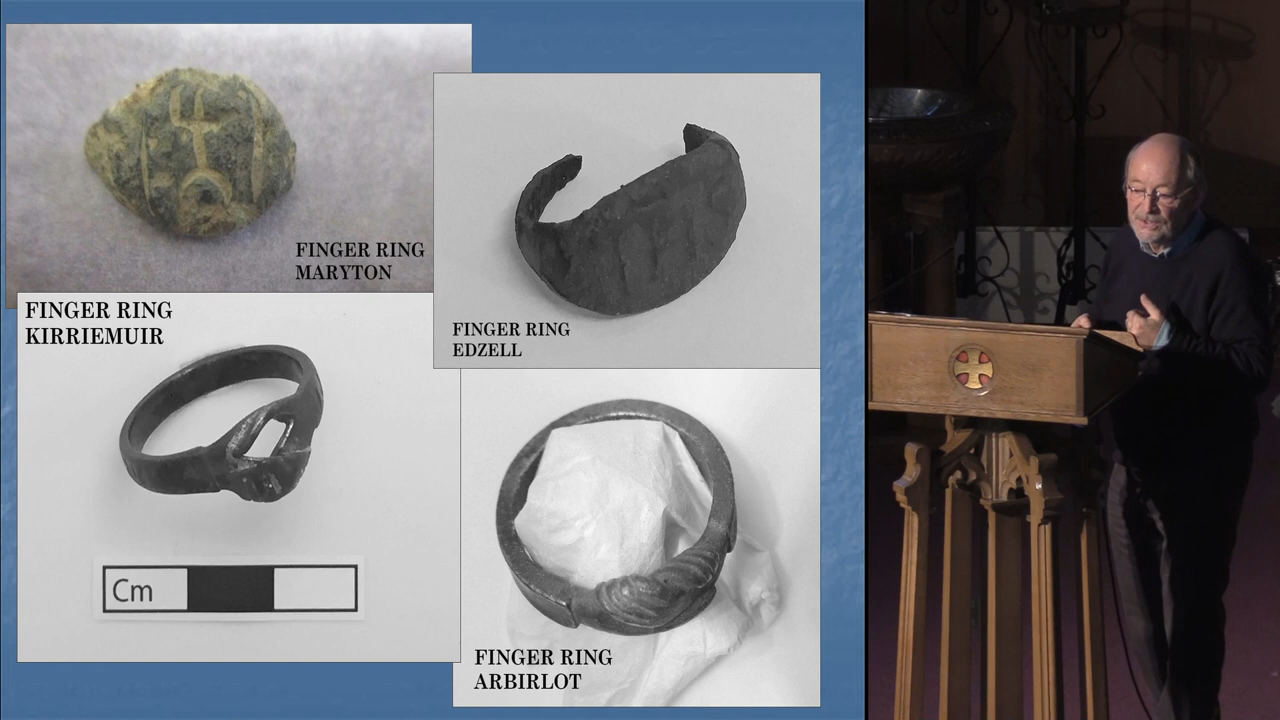 FINGER RING
MARYTON
FINGER RING
EDZELL
FINGER RING
KIRRIEMUIR
Cm
FINGER RING
ARBIRLOT